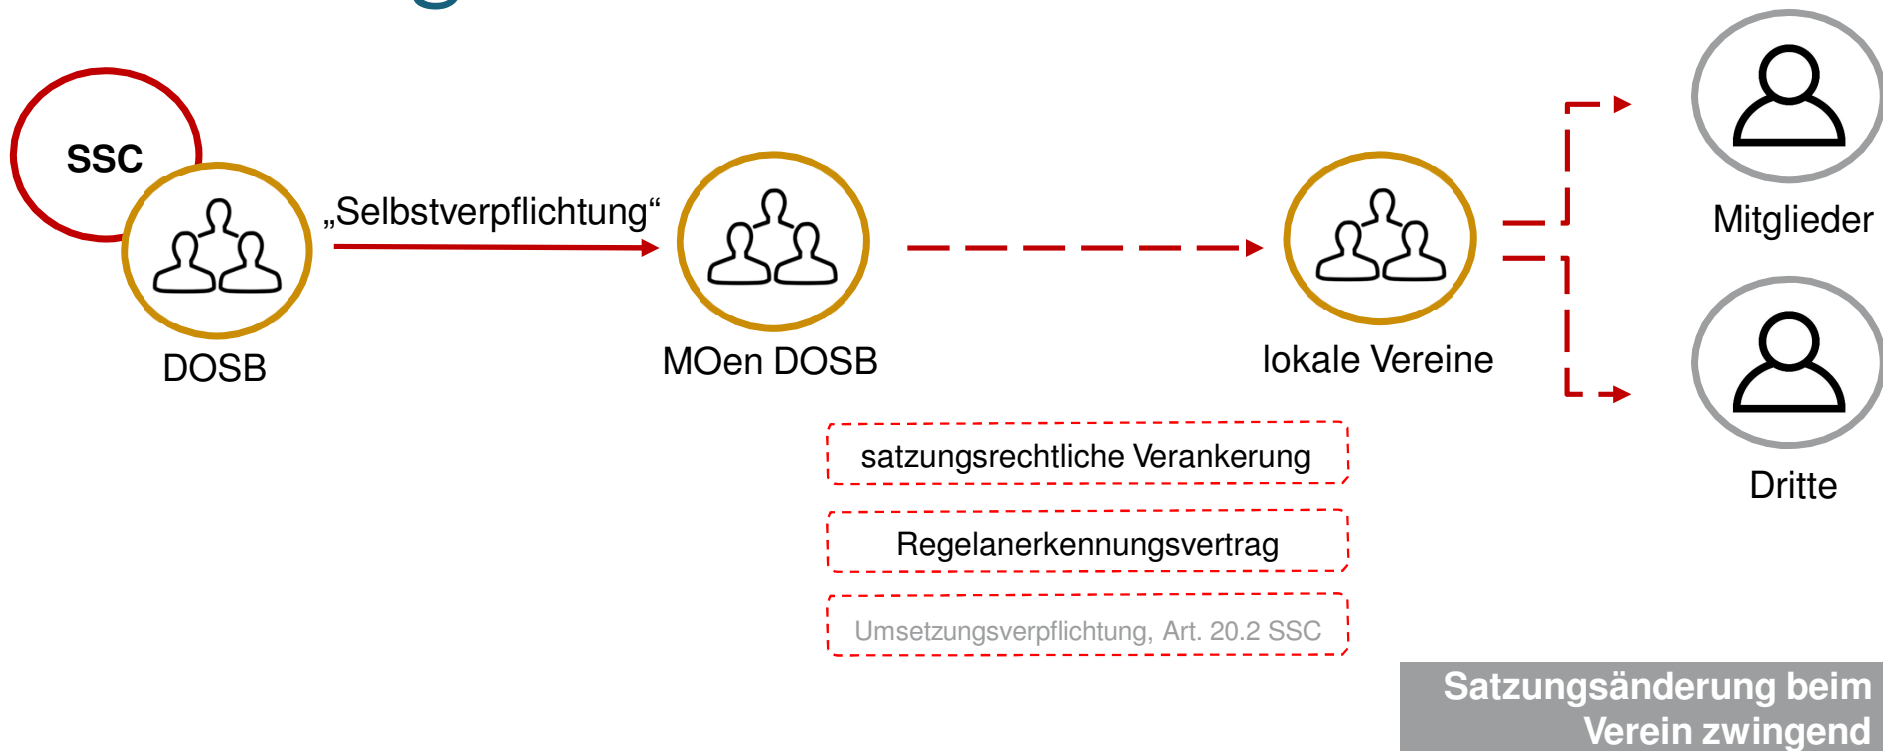 SSC
„Selbstverpflichtung“
DOSB
MOen DOSB
lokale Vereine
Mitglieder
Dritte
satzungsrechtliche Verankerung
Regelanerkennungsvertrag
Umsetzungsverpflichtung, Art. 20.2 SSC
Satzungsänderung beim
Verein zwingend